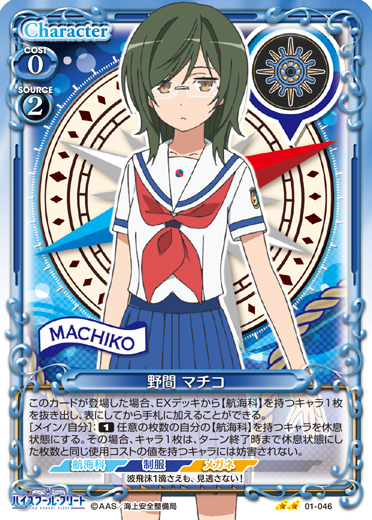 Character
COST
0
SOURCE
2
MACHIKO
野間 マチコ
このカードが登場した場合、EXデッキから【航海科】を持つキャラ1枚
を抜き出し、表にしてから手札に加えることができる。
[メイン/自分]:1 任意の枚数の自分の【航海科】を持つキャラを休息
状態にする。その場合、キャラ1枚は、ターン終了時まで休息状態にし
た枚数と同じ使用コストの値を持つキャラには妨害されない。
航海科 制服 メガネ
波飛沫1滴さえも、見逃さない!
ハイスクール・フリート
©AAS/海上安全整備局
01-046